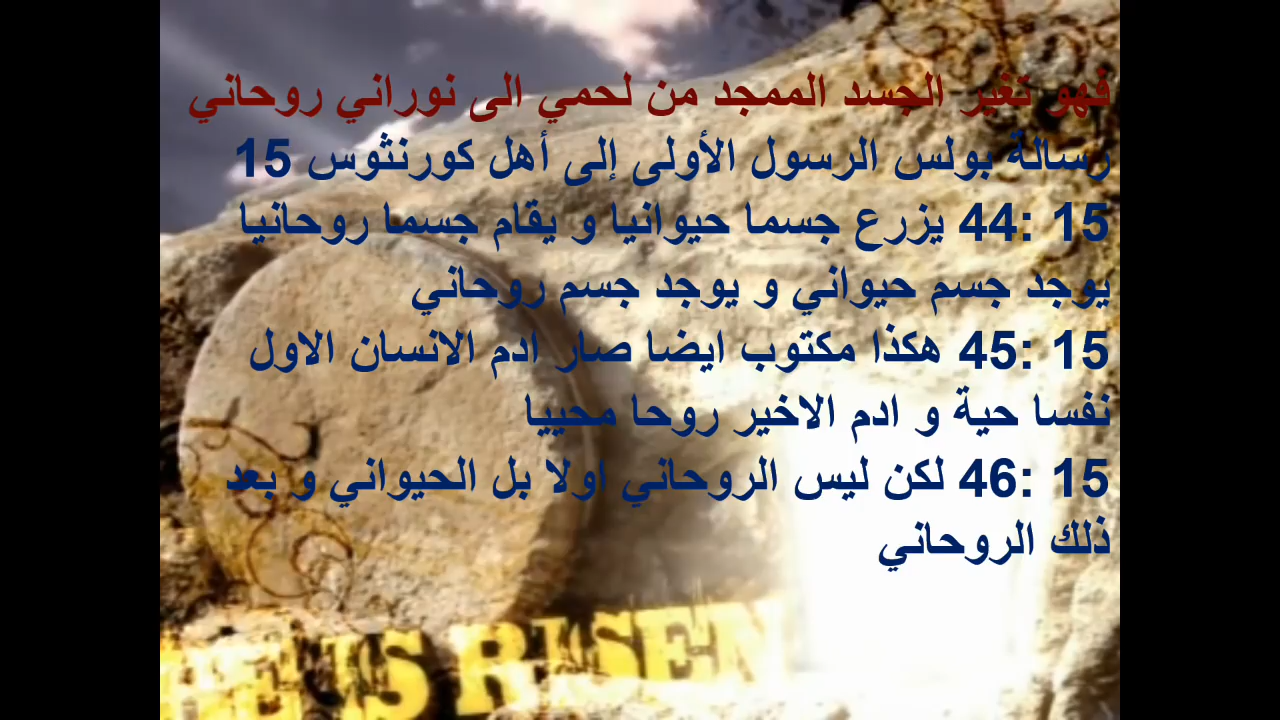 فهو تغير الجسد الممجد من لحمي الى نوراني روحاني
رسالة بولس الرسول الأولى إلى أهل كورنثوس 15
15 :44 يزرع جسما حيوانيا و يقام جسما روحانيا
يوجد جسم حيواني و يوجد جسم روحاني
15 :45 هكذا مكتوب ايضا صار ادم الانسان الاول
نفسا حية و ادم الاخير روحا محييا
15 :46 لكن ليس الروحاني اولا بل الحيواني و بعد
ذلك الروحاني
HE IS RISEN